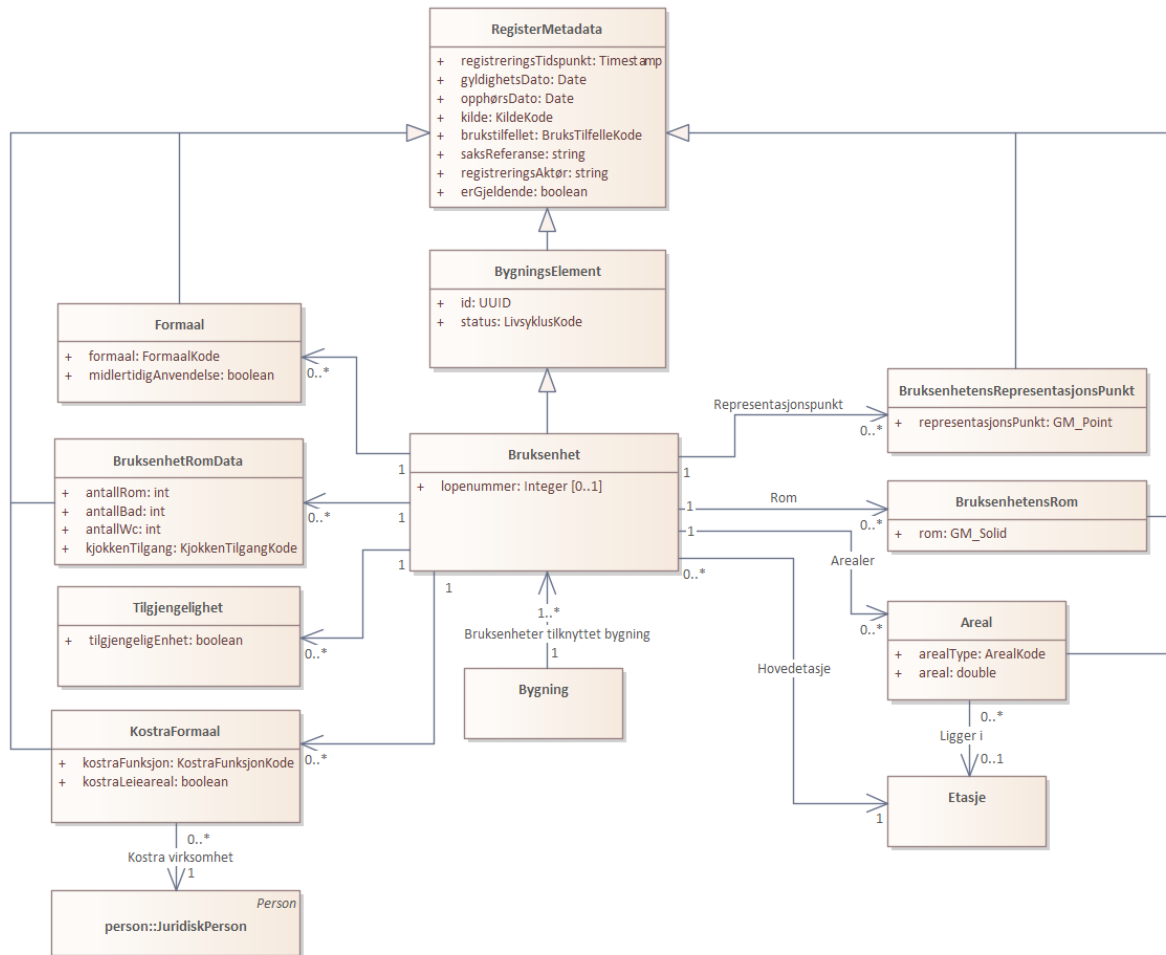 RegisterMetadata
+ registreringsTidspunkt: Timestamp
+ gyldighetsDato: Date
+ opphørsDato: Date
+ kilde: KildeKode
+ brukstilfellet: BruksTilfelleKode
+ saksReferanse: string
+ registreringsAktør: string
+ erGjeldende: boolean
BygningsElement
+ id: UUID
+ status: LivsyklusKode
Formaal
+ formaal: FormaalKode
+ midlertidigAnvendelse: boolean
0..*
1
BruksenhetRomData
+ antallRom: int
+ antallBad: int
+ antallWc: int
+ kjokkenTilgang: KjokkenTilgangKode
0..*
1
Tilgjengelighet
+ tilgjengeligEnhet: boolean
0..*
1
KostraFormaal
+ kostraFunksjon: KostraFunksjonKode
+ kostraLeieareal: boolean
0..*
1
0..*
Kostra virksomhet
1
Person
person::JuridiskPerson
Bruksenhet
+ lopenummer: Integer [0..1]
1..*
Bruksenheter tilknyttet bygning
1
Bygning
Representasjonspunkt
1
0..*
BruksenhetensRepresentasjonsPunkt
+ representasjonsPunkt: GM_Point
Rom
1
0..*
BruksenhetensRom
+ rom: GM_Solid
1
Arealer
0..*
Areal
+ arealType: ArealKode
+ areal: double
0..*
Hovedetasje
1
0..*
Ligger i
0..1
Etasje